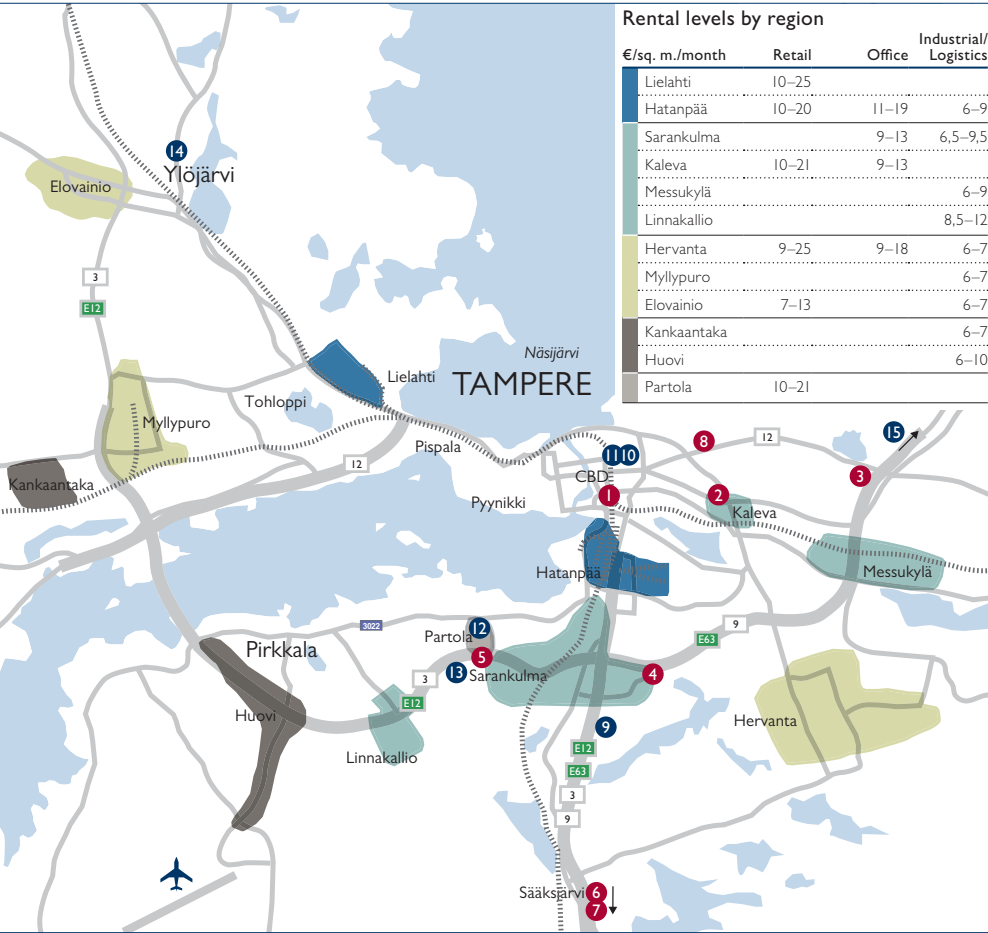 Rental levels by region
€/sq. m./month Retail Office Industrial/
Logistics
Lielahti 10–25
Hatanpää 10–20 11–19 6–9
Sarankulma 9–13 6,5–9,5
Kaleva 10–21 9–13
Messukylä 6–9
Linnakallio 8,5–12
Hervanta 9–25 9–18 6–7
Myllypuro 6–7
Elovainio 7–13 6–7
Kankaantaka 6–7
Huovi 6–10
Partola 10–21
14
Ylöjärvi
Elovainio
3
E12
Näsijärvi
TAMPERE
Lielahti
Tohloppi
Myllypuro
Pispala
12
Kankaantaka
11 10
CBD
1
Pyynikki
8
12
15
3
2
Kaleva
Messukylä
Hatanpää
3022
Partola
12
5
13
Sarankulma
3
E12
4
E63
9
Pirkkala
Huovi
Linnakallio
Hervanta
9
E12
E63
3
9
Sääksjärvi
6
7